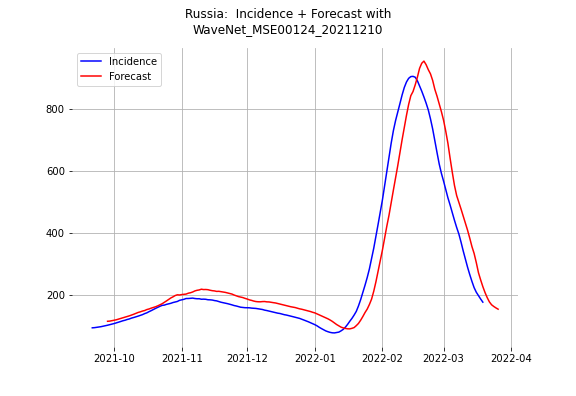 Russia:  Incidence + Forecast with
WaveNet_MSE00124_20211210
Incidence
Forecast
800
600
400
200
2021-10 2021-11 2021-12 2022-01 2022-02 2022-03 2022-04